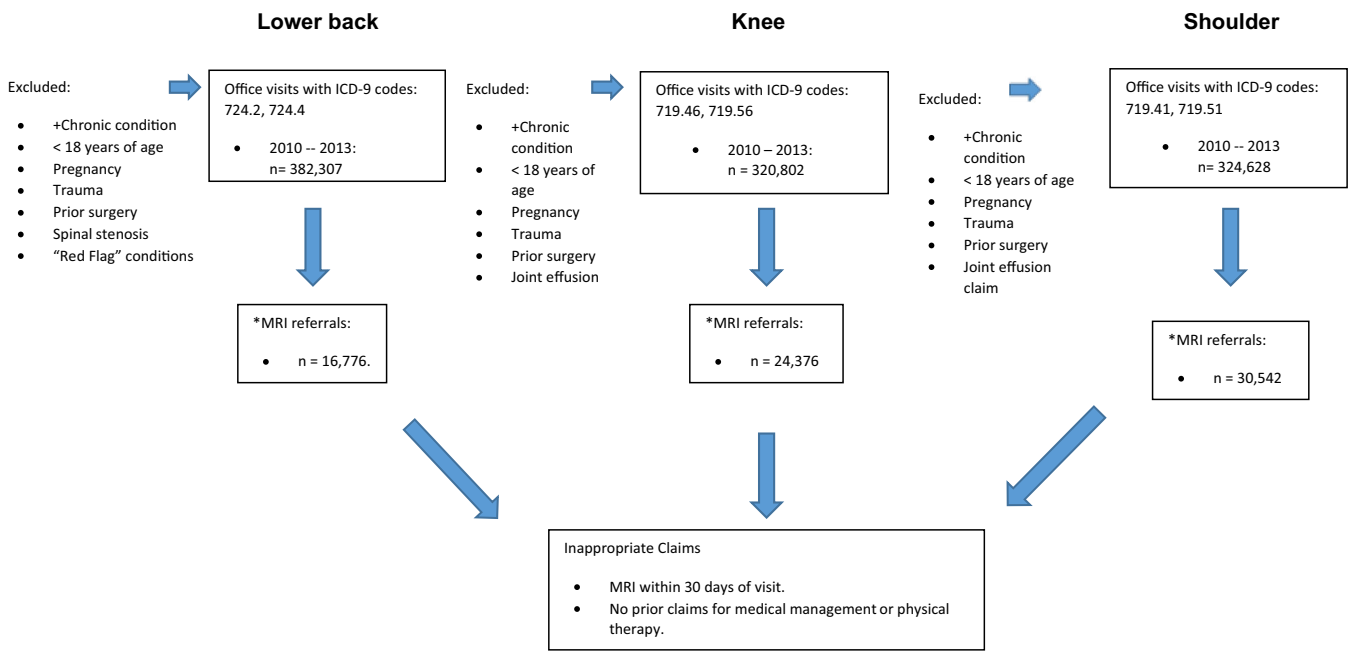 Lower back
Excluded:
• +Chronic condition
• < 18 years of age
• Pregnancy
• Trauma
• Prior surgery
• Spinal stenosis
• “Red Flag” conditions
Office visits with ICD-9 codes:
724.2, 724.4
• 2010 -- 2013:
n= 382,307
*MRI referrals:
• n = 16,776.
Knee
Excluded:
• +Chronic
condition
• < 18 years of
age
• Pregnancy
• Trauma
• Prior surgery
• Joint effusion
Office visits with ICD-9 codes:
719.46, 719.56
• 2010 – 2013:
n = 320,802
*MRI referrals:
• n = 24,376
Shoulder
Excluded:
• +Chronic
condition
• < 18 years of age
• Pregnancy
• Trauma
• Prior surgery
• Joint effusion
claim
Office visits with ICD-9 codes:
719.41, 719.51
• 2010 -- 2013
n = 324,628
*MRI referrals:
• n = 30,542
Inappropriate Claims
• MRI within 30 days of visit.
• No prior claims for medical management or physical
therapy.